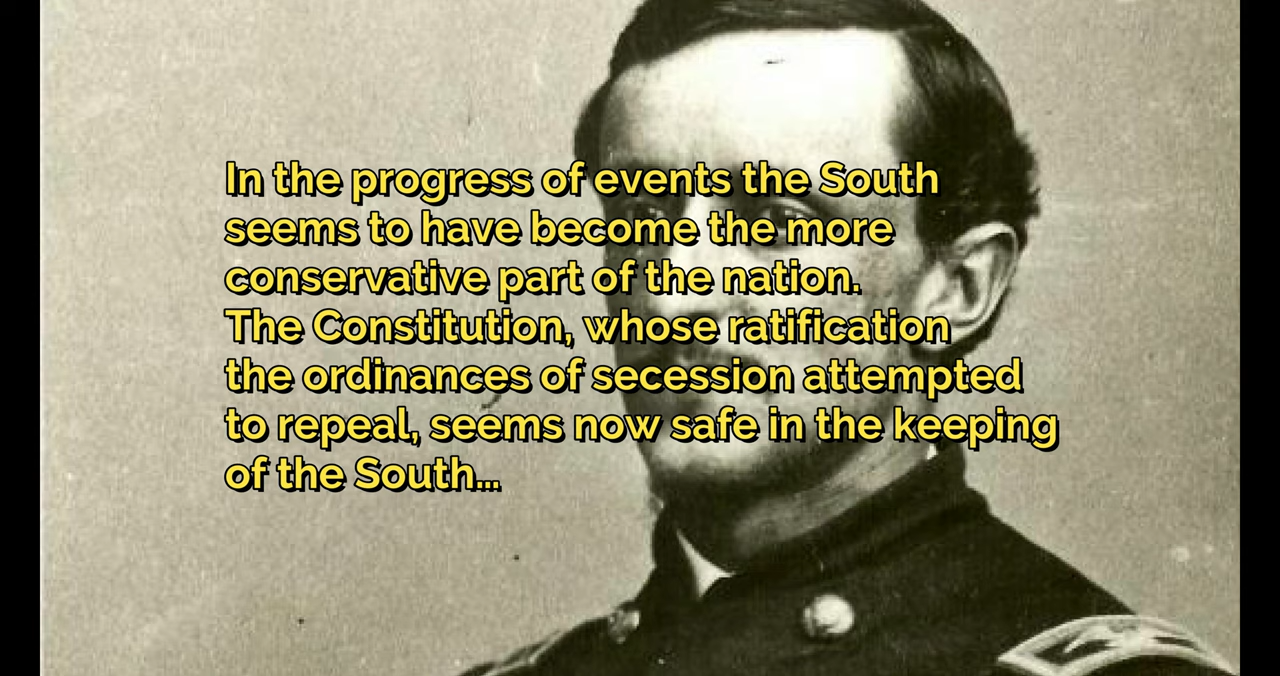 In the progress of events the South
seems to have become the more
conservative part of the nation.
The Constitution, whose ratification
the ordinances of secession attempted
to repeal, seems now safe in the keeping
of the South...